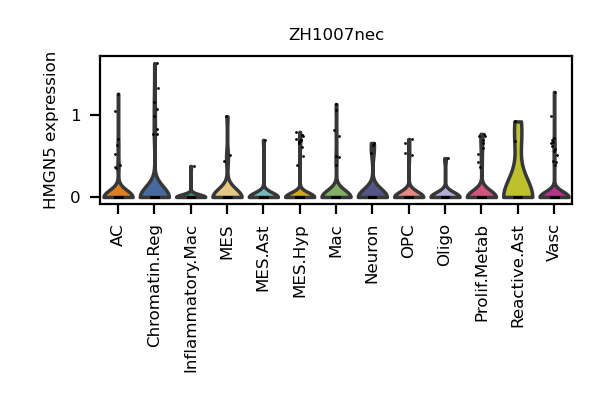 ZH1007nec
HMGN5 expression
1
0
AC
Chromatin.Reg
Inflammatory.Mac
MES
MES.Ast
MES.Hyp
Mac
Neuron
OPC
Oligo
Prolif.Metab
Reactive.Ast
Vasc